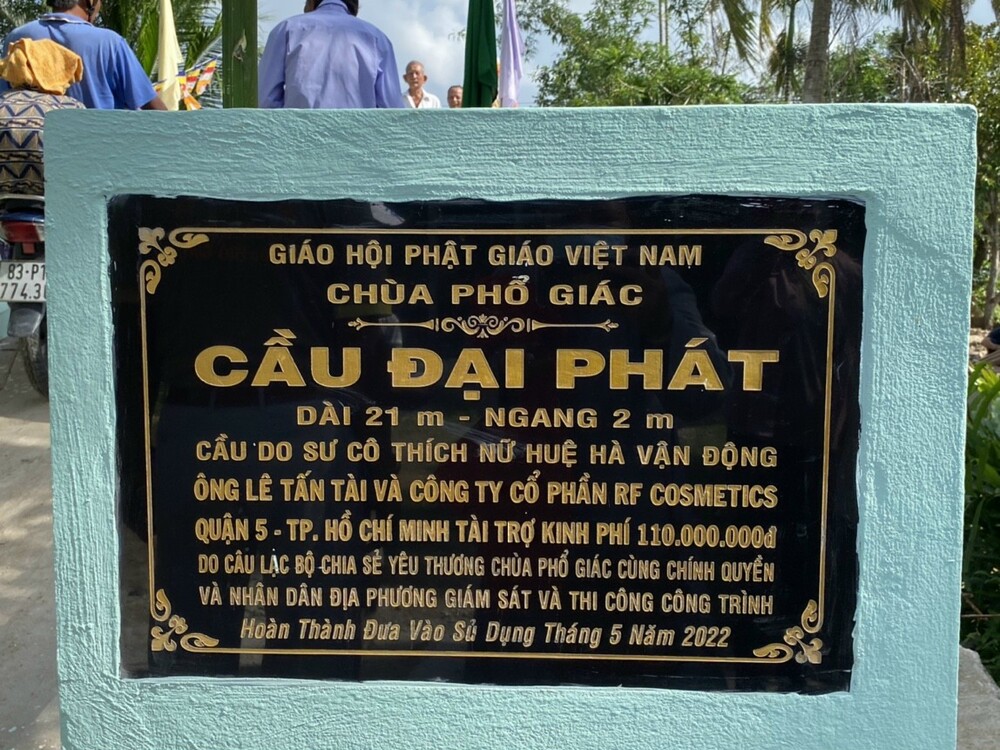 GIÁO HỘI PHẬT GIÁO VIỆT NAM
CHÙA PHỔ GIÁC
CẦU ĐẠI PHÁT
DÀI 21 m - NGANG 2 m
CẦU DO SƯ CÔ THÍCH NỮ HUỆ HÀ VẬN ĐỘNG
ÔNG LÊ TẤN TÀI VÀ CÔNG TY CỔ PHẦN RF COSMETICS
QUẬN 5 - TP. HỒ CHÍ MINH TÀI TRỢ KINH PHÍ 110.000.000đ
DO CÂU LẠC BỘ CHIA SẺ YÊU THƯƠNG CHÙA PHỔ GIÁC CÙNG CHÍNH QUYỀN
VÀ NHÂN DÂN ĐỊA PHƯƠNG GIÁM SÁT VÀ THI CÔNG CÔNG TRÌNH
Hoàn Thành Đưa Vào Sử Dụng Tháng 5 Năm 2022